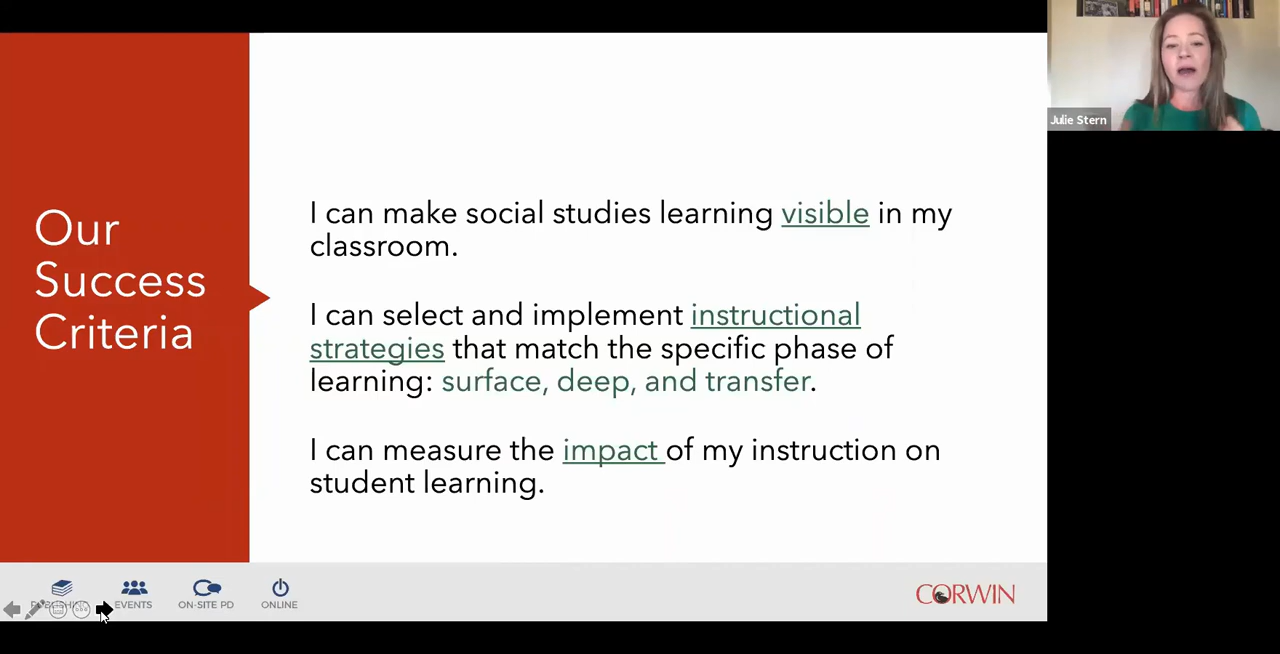 Our
Success
Criteria
I can make social studies learning visible in my
classroom.
I can select and implement instructional
strategies that match the specific phase of
learning: surface, deep, and transfer.
I can measure the impact of my instruction on
student learning.
Julie Stern
EVENTS
ON-SITE PD
ONLINE
CORWIN